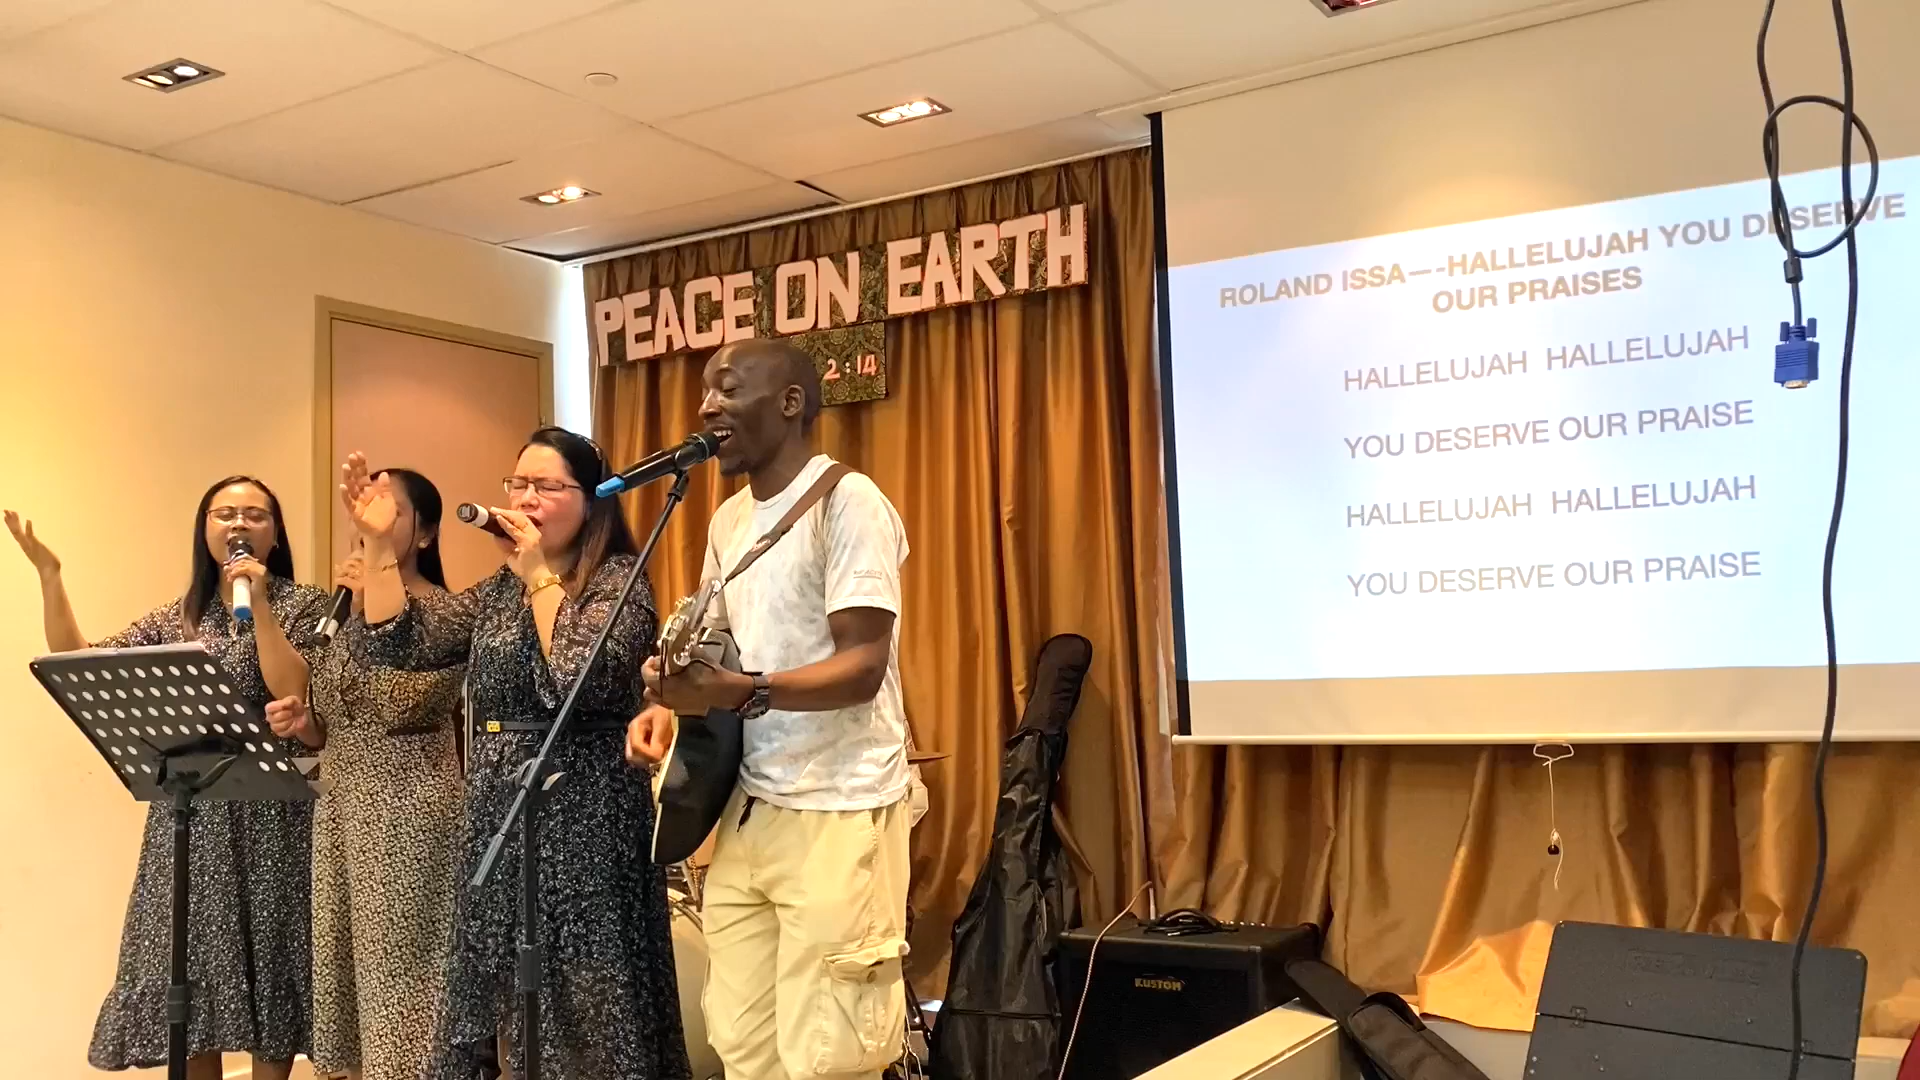 PEACE ON EARTH
2:14
ROLAND ISSA—-HALLELUJAH YOU DESERVE
OUR PRAISES
HALLELUJAH HALLELUJAH
YOU DESERVE OUR PRAISE
HALLELUJAH HALLELUJAH
YOU DESERVE OUR PRAISE
KUSTOM